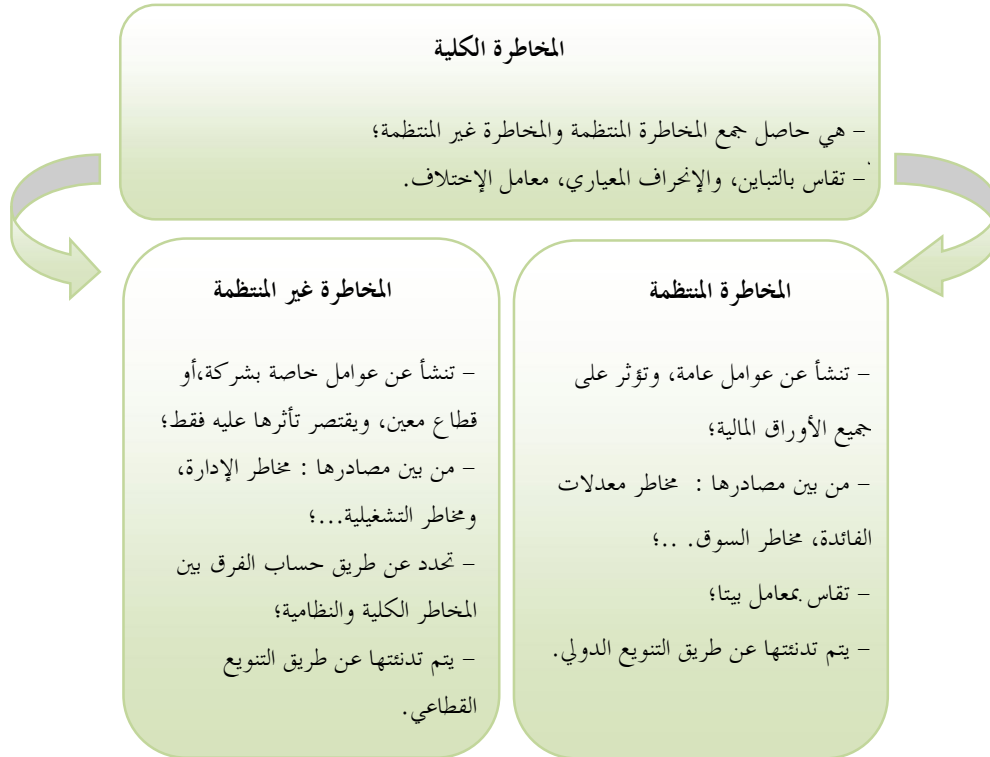 المخاطرة الكلية
– هي حاصل جمع المخاطرة المنتظمة والمخاطرة غير المنتظمة؛
– تقاس بالتباين، والإنحراف المعياري، معامل الإختلاف.
المخاطرة المنتظمة
– تنشأ عن عوامل عامة، وتؤثر على
جميع الأوراق المالية؛
– من بين مصادرها : مخاطر معدلات
الفائدة، مخاطر السوق. ..؛
– تقاس بمعامل بيتا؛
– يتم تدنئتها عن طريق التنويع الدولي.
المخاطرة غير المنتظمة
– تنشأ عن عوامل خاصة بشركة،أو
قطاع معين، ويقتصر تأثرها عليه فقط؛
– من بين مصادرها : مخاطر الإدارة،
ومخاطر التشغيلية...؛
– تحدد عن طريق حساب الفرق بين
المخاطر الكلية والنظامية؛
– يتم تدنئتها عن طريق التنويع
القطاعي.